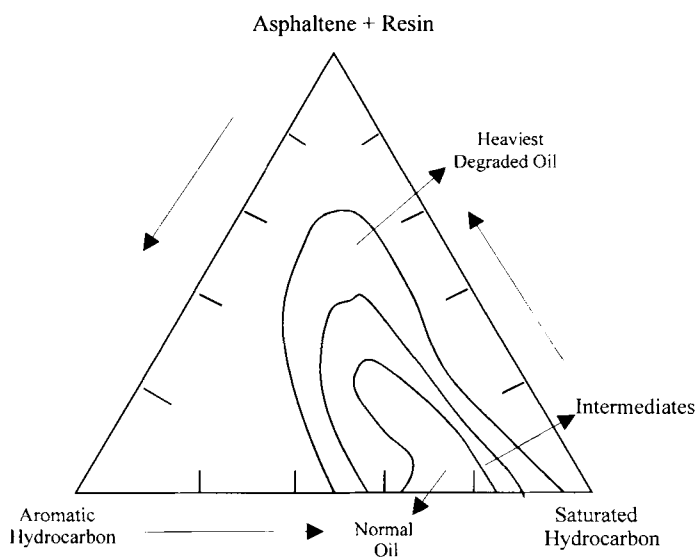 Asphaltene + Resin
Heaviest
Degraded Oil
Intermediates
Aromatic
Hydrocarbon
Normal
Oil
Saturated
Hydrocarbon